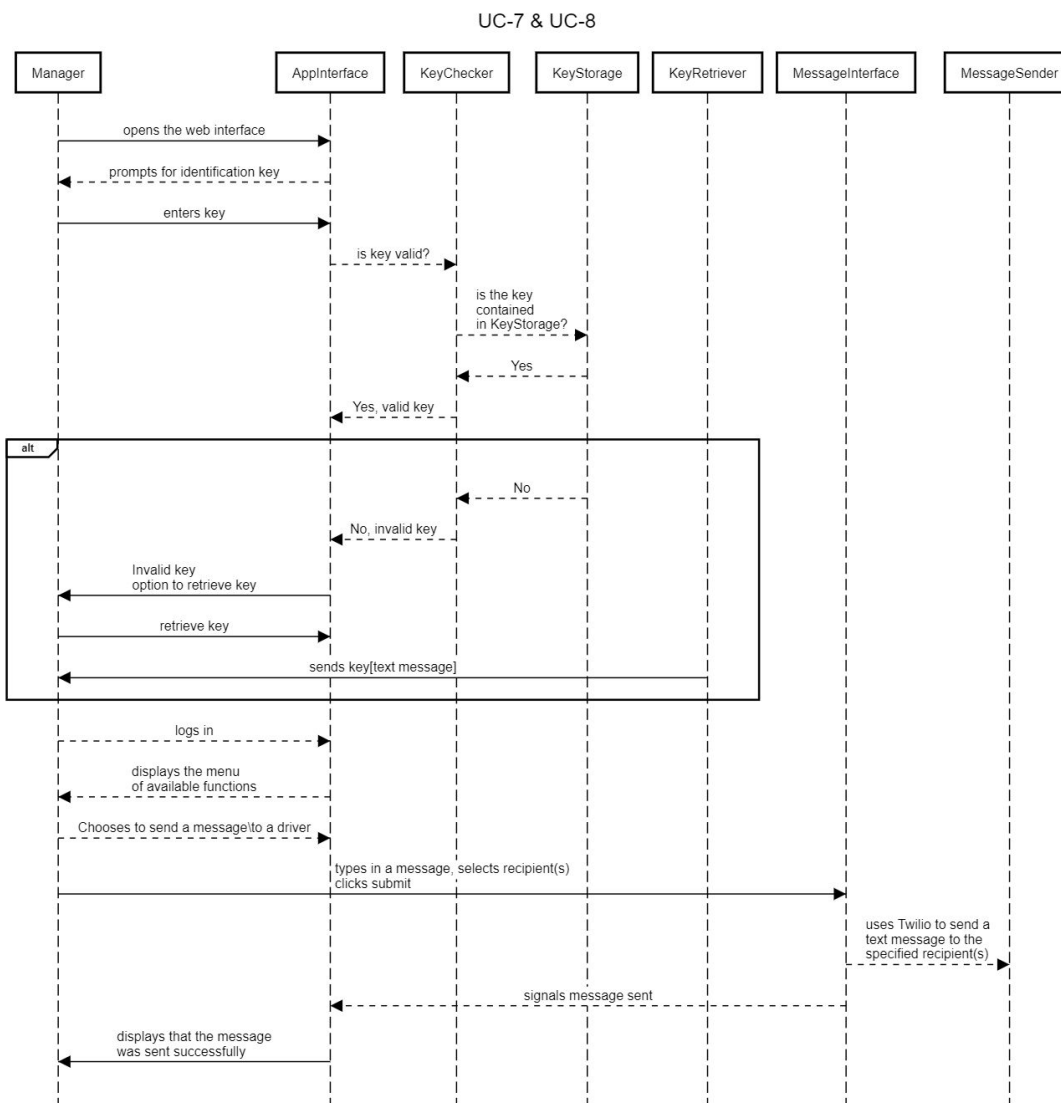 UC-7 & UC-8
Manager
AppInterface
KeyChecker
KeyStorage
KeyRetriever
MessageInterface
MessageSender
opens the web interface
prompts for identification key
enters key
is key valid?
is the key
contained
in KeyStorage?
Yes
Yes, valid key
alt
No
No, invalid key
Invalid key
option to retrieve key
retrieve key
sends key[text message]
logs in
displays the menu
of available functions
Chooses to send a message\to a driver
types in a message, selects recipient(s)
clicks submit
uses Twilio to send a
text message to the
specified recipient(s)
signals message sent
displays that the message
was sent successfully